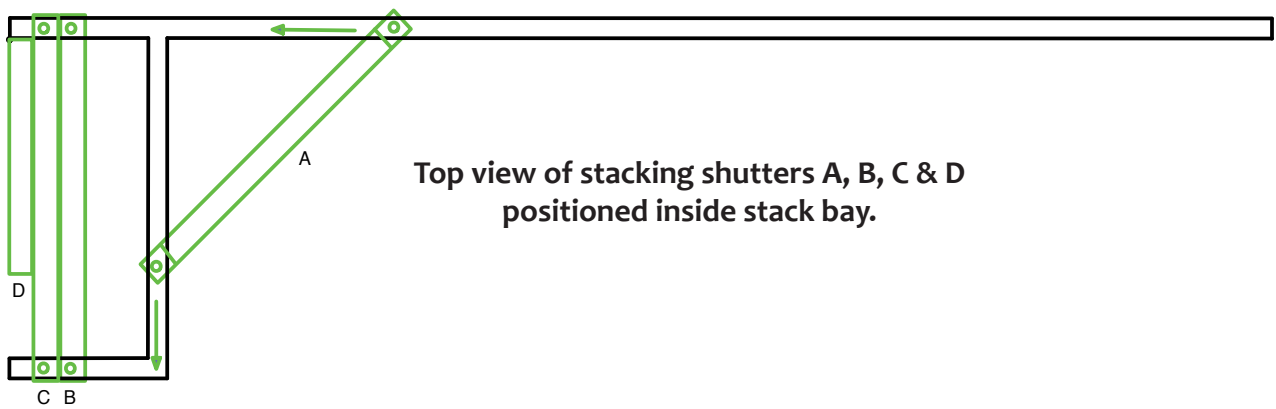 A
Top view of stacking shutters A, B, C & D
positioned inside stack bay.
D
C B